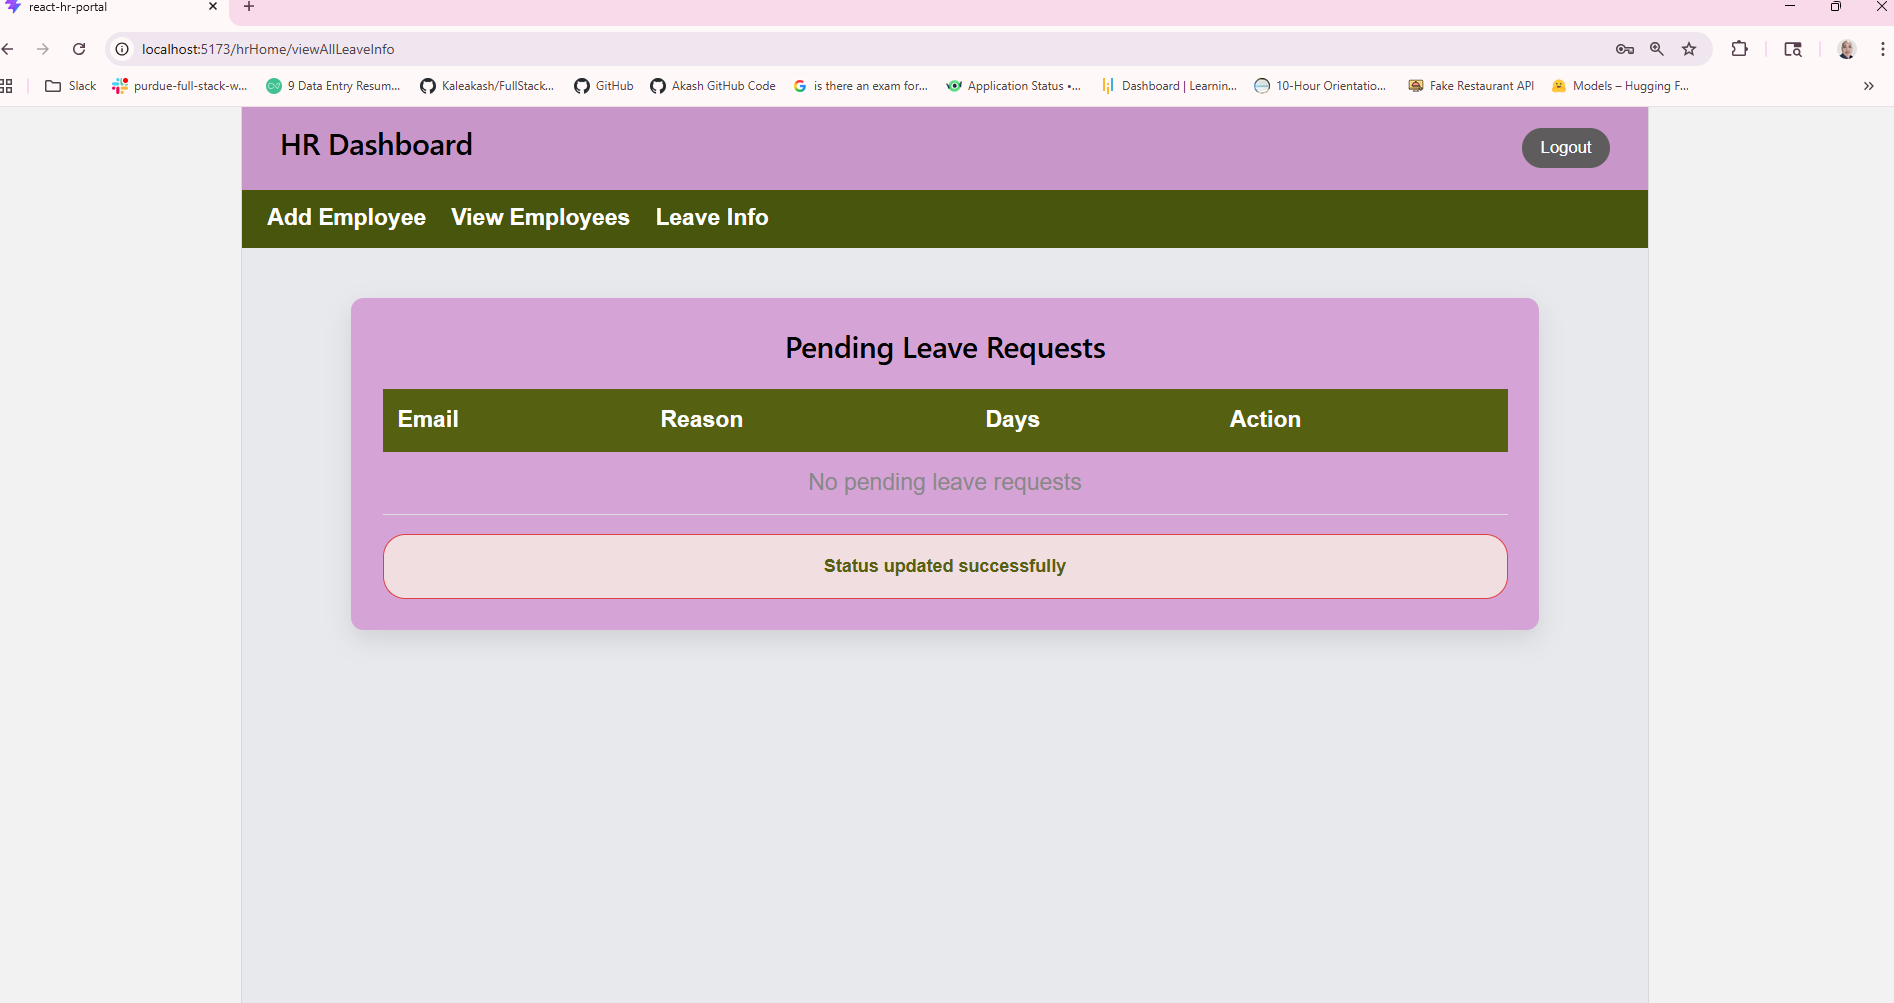 react-hr-portal
localhost:5173/hrHome/viewAllLeaveInfo
Slack
purdue-full-stack-w...
9 Data Entry Resum...
Kaleakash/FullStack...
GitHub
Akash GitHub Code
is there an exam for...
Application Status •...
Dashboard | Learnin...
10-Hour Orientatio...
Fake Restaurant API
Models – Hugging F...
HR Dashboard
Logout
Add Employee View Employees Leave Info
Pending Leave Requests
Email Reason Days Action
No pending leave requests
Status updated successfully